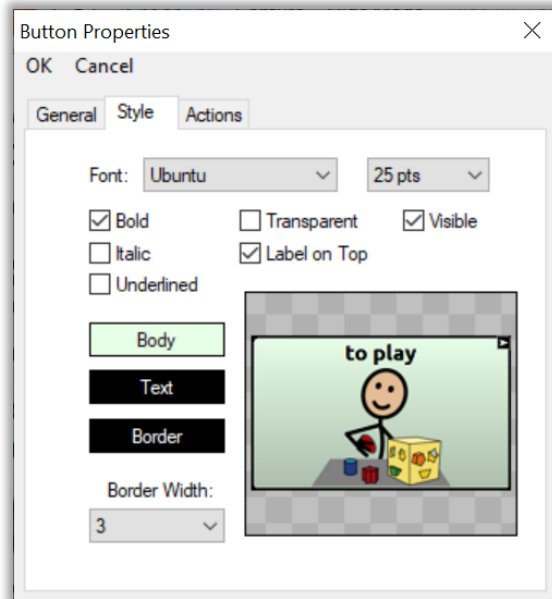 Button Properties
OK Cancel
General Style Actions
Font: Ubuntu 25 pts
Bold Transparent Visible
Italic Label on Top
Underlined
Body
to play
Text
Border
Border Width:
3